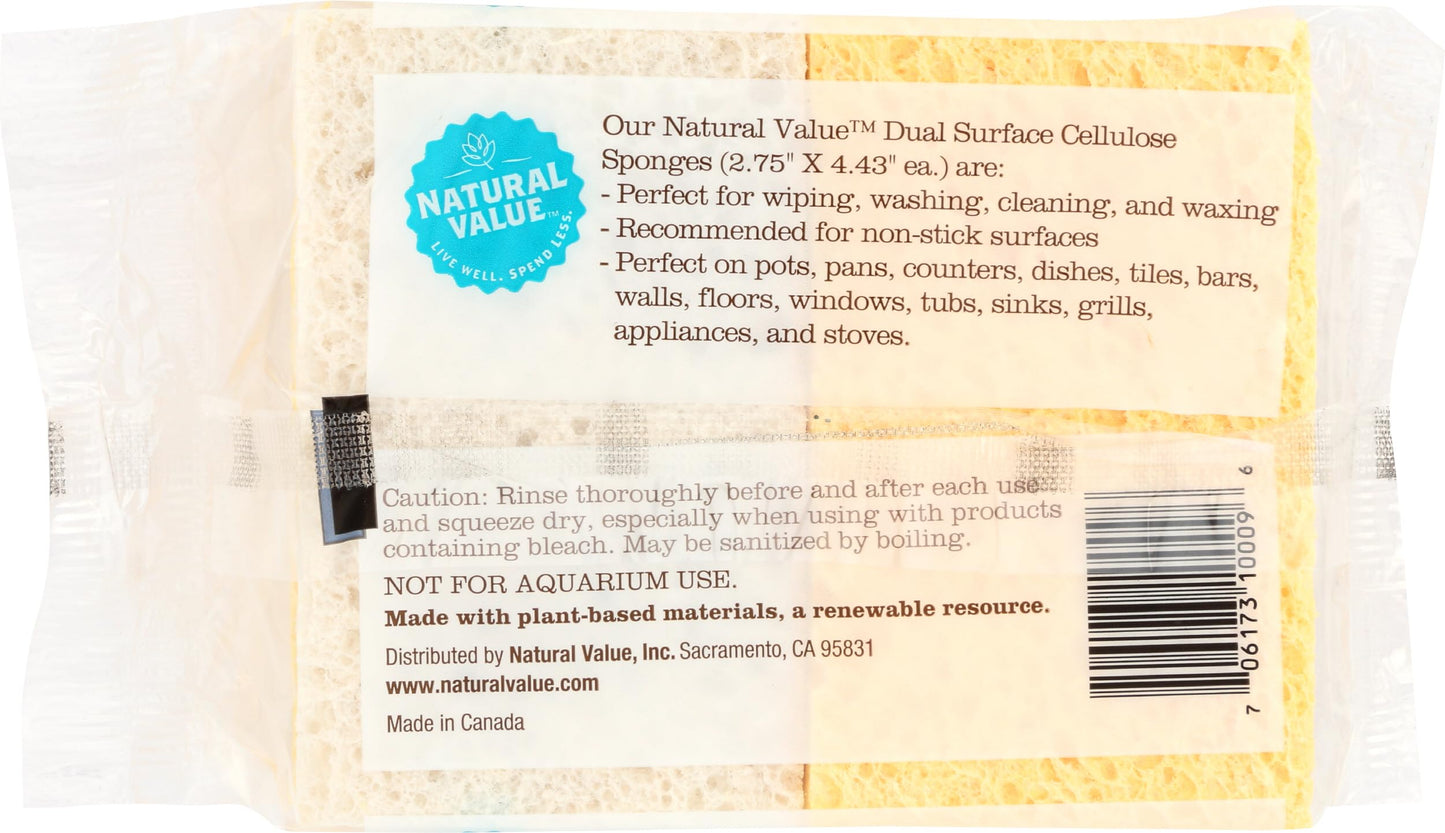 NATURAL
VALUE™
LIVE WELL. SPEND LESS.
Our Natural Value™ Dual Surface Cellulose
Sponges (2.75" X 4.43" ea.) are:
- Perfect for wiping, washing, cleaning, and waxing
- Recommended for non-stick surfaces
- Perfect on pots, pans, counters, dishes, tiles, bars,
walls, floors, windows, tubs, sinks, grills,
appliances, and stoves.
Caution: Rinse thoroughly before and after each use
and squeeze dry, especially when using with products
containing bleach. May be sanitized by boiling.
NOT FOR AQUARIUM USE.
Made with plant-based materials, a renewable resource.
Distributed by Natural Value, Inc. Sacramento, CA 95831
www.naturalvalue.com
Made in Canada
7 06173 10009 6